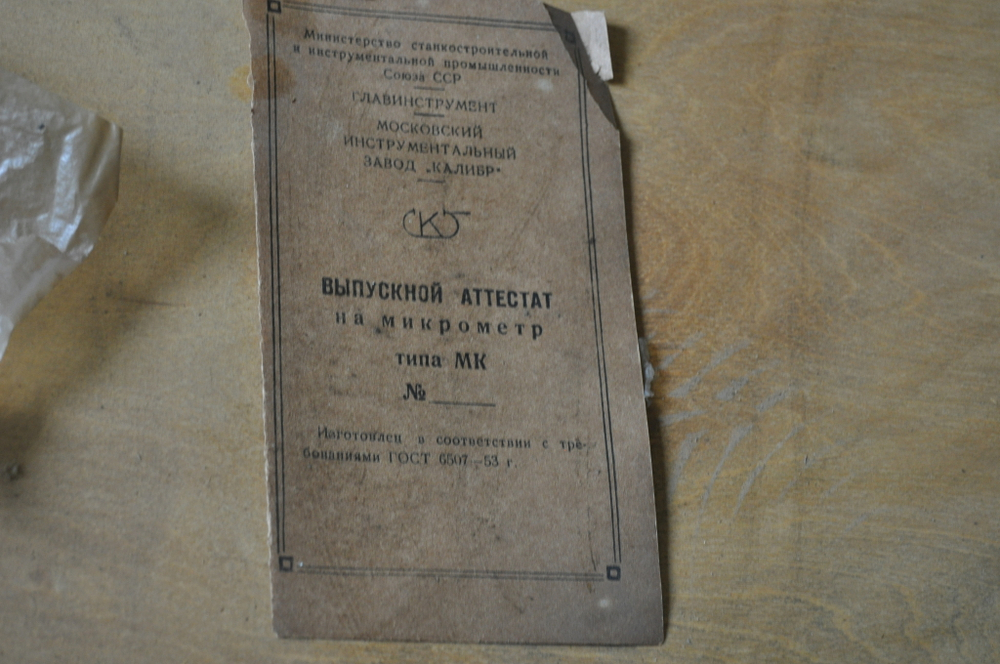 Министерство станкостроительной
и инструментальной промышленности
Союза ССР
ГЛАВИНСТРУМЕНТ
МОСКОВСКИЙ
ИНСТРУМЕНТАЛЬНЫЙ
ЗАВОД „КАЛИБР"
ВЫПУСКНОЙ АТТЕСТАТ
на микрометр
типа МК
№
Изготовлен в соответствии с тре-
бованиями ГОСТ 6507—53 г.